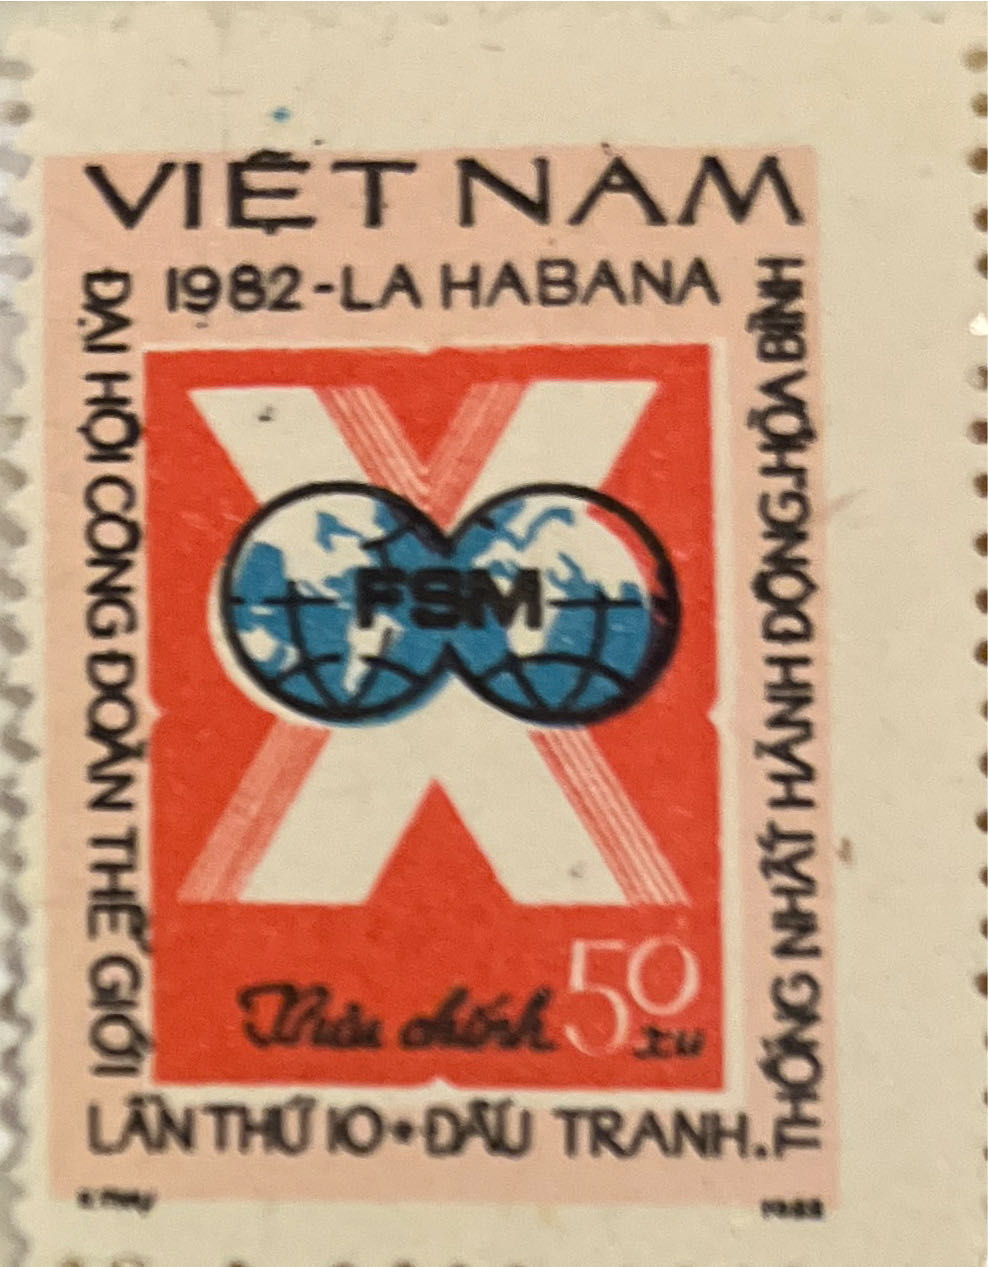 VIỆT NAM
1982-LA HABANA
ĐẠI HỘI CÔNG ĐOÀN THẾ GIỚI
LẦN THỨ 10 • ĐẤU TRANH.
THỐNG NHẤT HÀNH ĐỘNG.HÒA BÌNH
FSM
50
xu